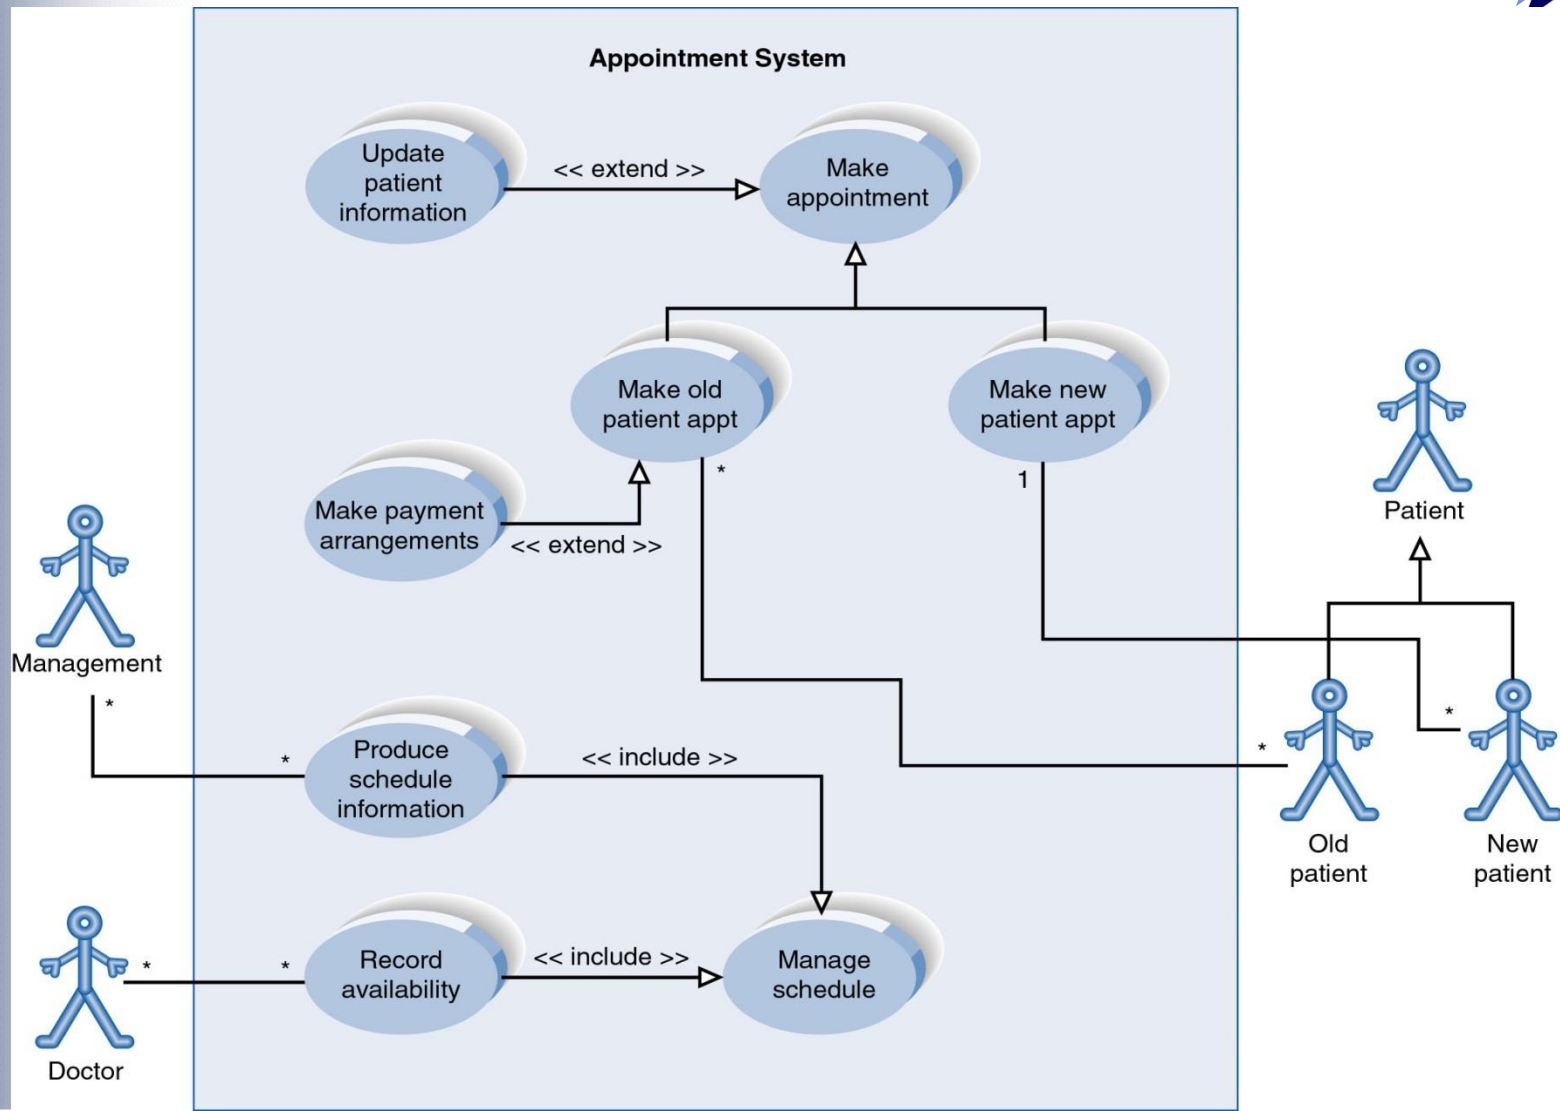 Appointment System
Update
patient
information
<< extend >>
Make
appointment
Make old
patient appt
*
Make new
patient appt
1
Make payment
arrangements
<< extend >>
Patient
Management
*
*
Produce
schedule
information
<< include >>
*
*
Old
patient
New
patient
Doctor
*
*
Record
availability
<< include >>
Manage
schedule